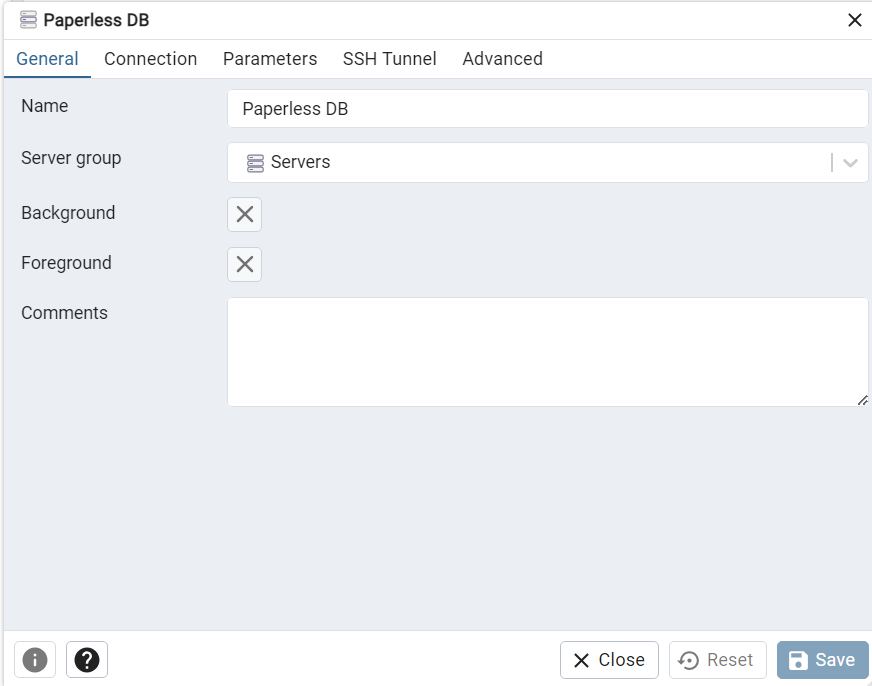 Paperless DB
General Connection Parameters SSH Tunnel Advanced
Name Paperless DB
Server group Servers
Background
Foreground
Comments
Close Reset Save